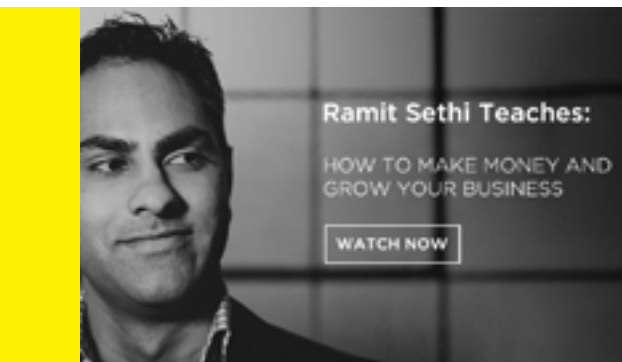 Ramit Sethi Teaches:
HOW TO MAKE MONEY AND
GROW YOUR BUSINESS
WATCH NOW